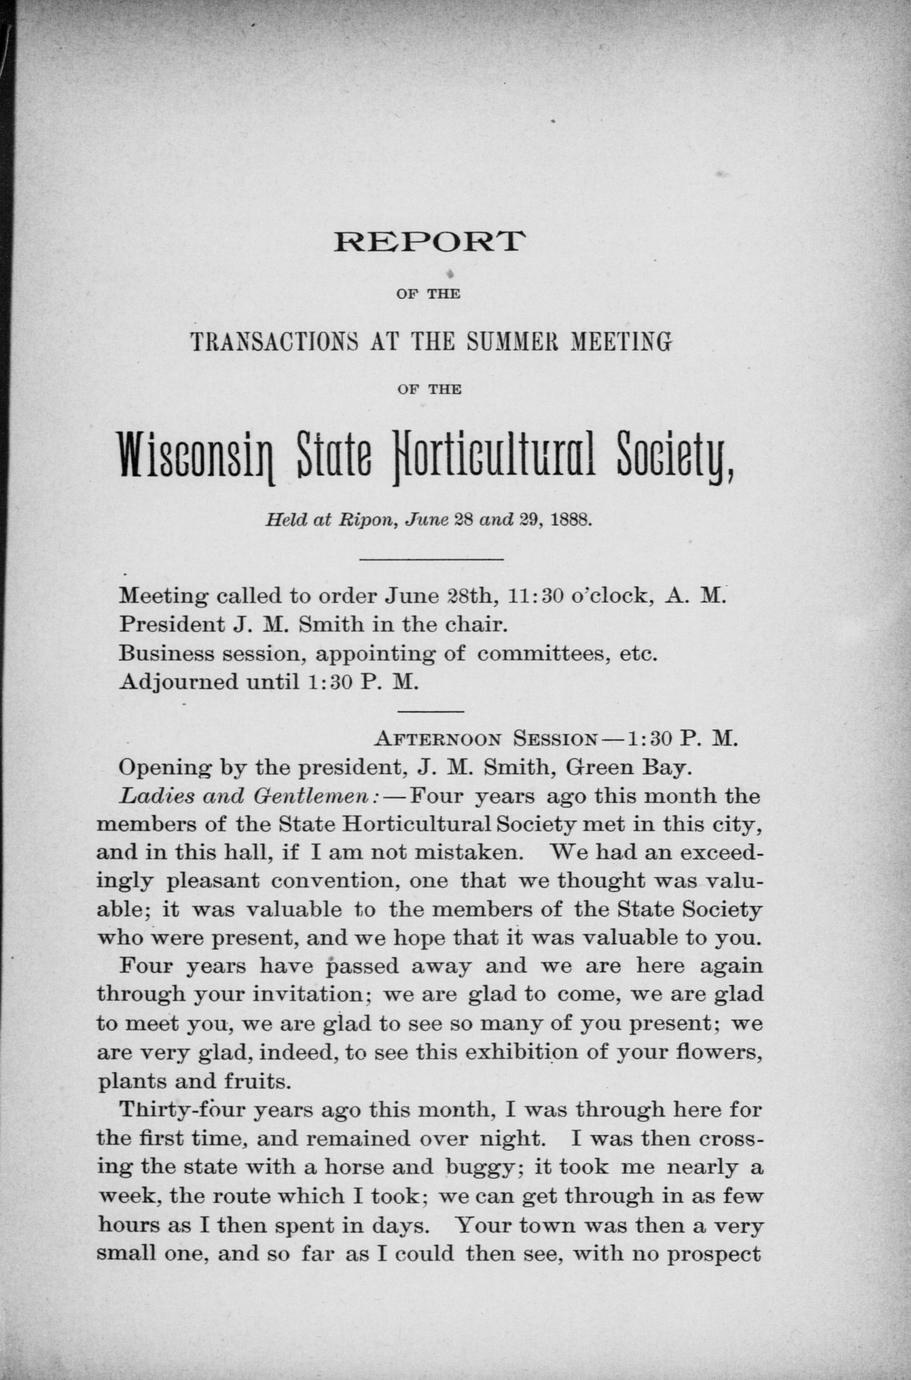 REPORT
OF THE
TRANSACTIONS AT THE SUMMER MEETING
OF THE
Wisconsin State Horticultural Society,
Held at Ripon, June 28 and 29, 1888.
Meeting called to order June 28th, 11:30 o'clock, A. M.
President J. M. Smith in the chair.
Business session, appointing of committees, etc.
Adjourned until 1:30 P. M.
AFTERNOON SESSION—1:30 P. M.
Opening by the president, J. M. Smith, Green Bay.
Ladies and Gentlemen:—Four years ago this month the
members of the State Horticultural Society met in this city,
and in this hall, if I am not mistaken. We had an exceed-
ingly pleasant convention, one that we thought was valu-
able; it was valuable to the members of the State Society
who were present, and we hope that it was valuable to you.
Four years have passed away and we are here again
through your invitation; we are glad to come, we are glad
to meet you, we are glad to see so many of you present; we
are very glad, indeed, to see this exhibition of your flowers,
plants and fruits.
Thirty-four years ago this month, I was through here for
the first time, and remained over night. I was then cross-
ing the state with a horse and buggy; it took me nearly a
week, the route which I took; we can get through in as few
hours as I then spent in days. Your town was then a very
small one, and so far as I could then see, with no prospect